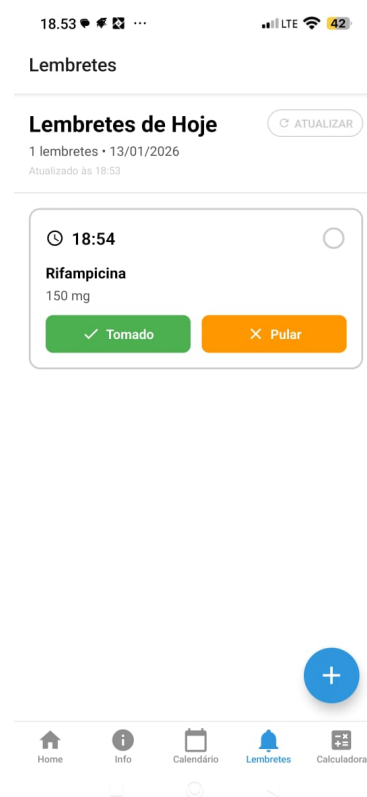 18.53 ···
LTE 42
Lembretes
Lembretes de Hoje
ATUALIZAR
1 lembretes • 13/01/2026
Atualizado às 18:53
18:54
Rifampicina
150 mg
Tomado
Pular
+
Home
Info
Calendário
Lembretes
Calculadora